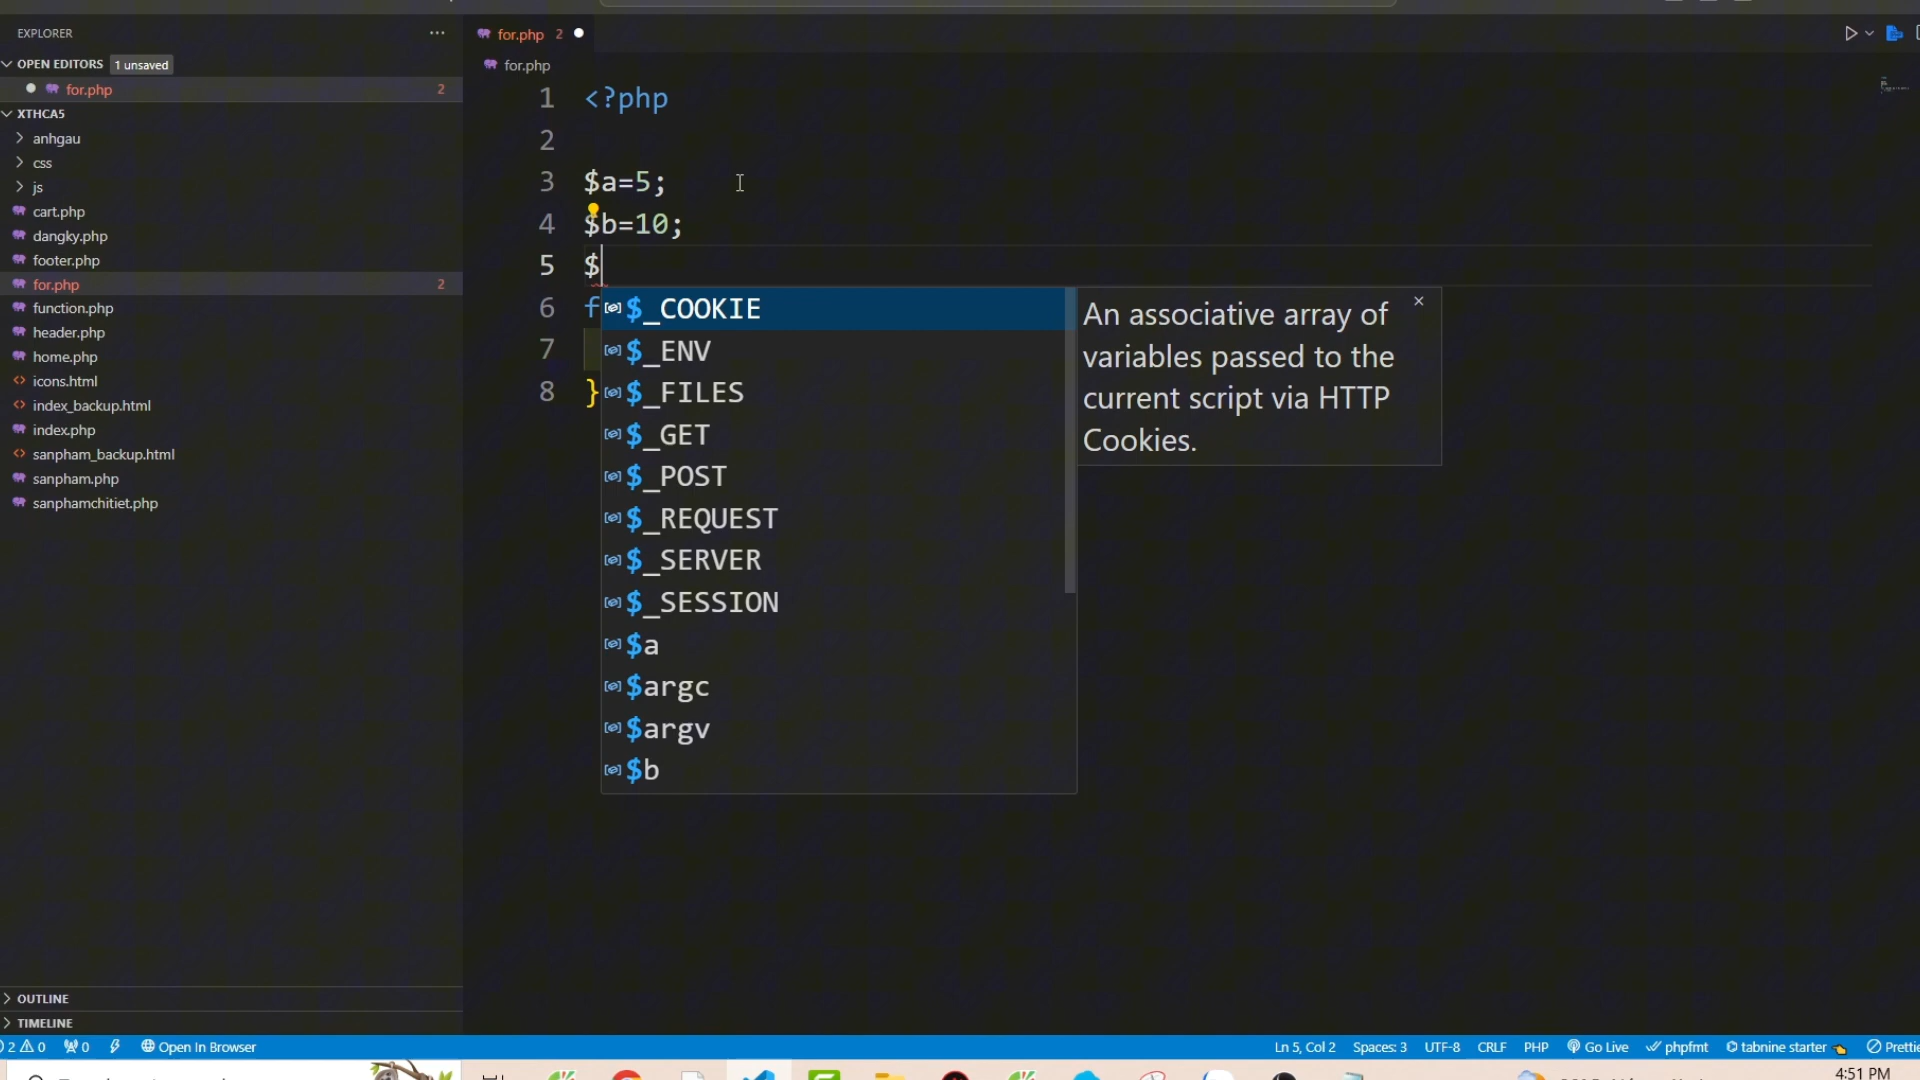 EXPLORER
for.php 2
OPEN EDITORS 1 unsaved
for.php
for.php 2
XTHCA5
anhgau
css
js
cart.php
dangky.php
footer.php
for.php 2
function.php
header.php
home.php
icons.html
index_backup.html
index.php
sanpham_backup.html
sanpham.php
sanphamchitiet.php
1 <?php
2
3 $a=5;
4 $b=10;
5 $
6 f
7
8 }
$_COOKIE
$_ENV
$_FILES
$_GET
$_POST
$_REQUEST
$_SERVER
$_SESSION
$a
$argc
$argv
$b
An associative array of
variables passed to the
current script via HTTP
Cookies.
OUTLINE
TIMELINE
2 0 0 Open In Browser Ln 5, Col 2 Spaces: 3 UTF-8 CRLF PHP Go Live phpfmt tabnine starter Prettie
4:51 PM